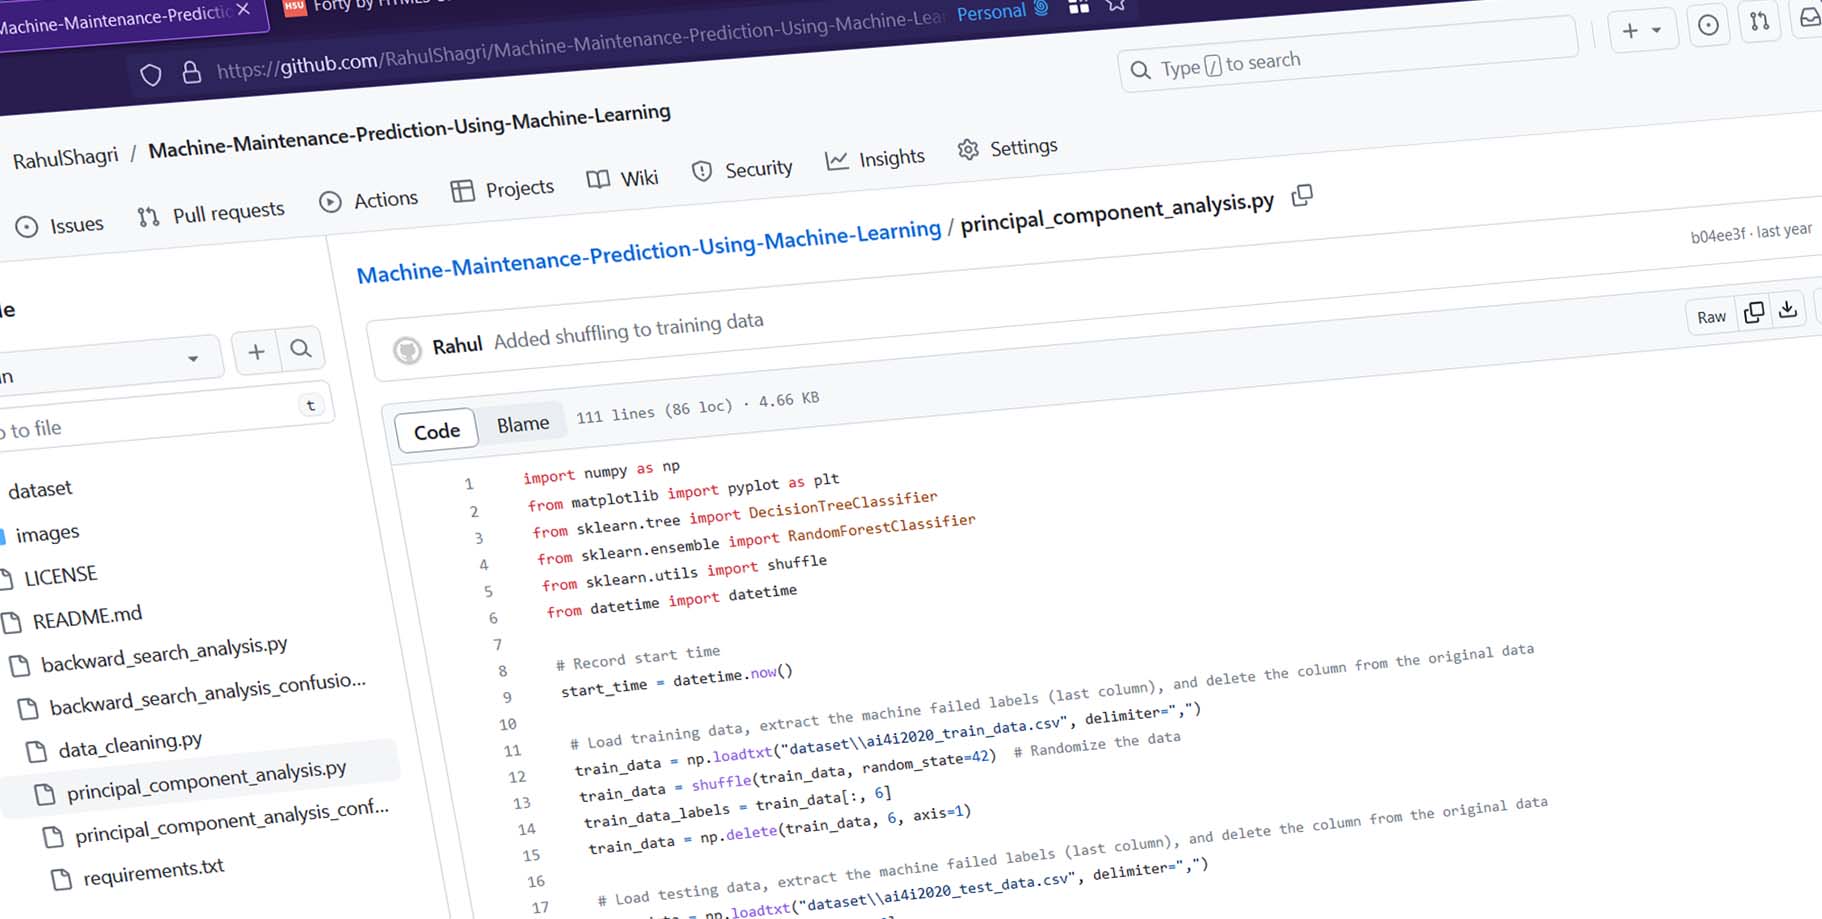 Machine-Maintenance-Predictio
HSU Forty by HTML5
https://github.com/RahulShagri/Machine-Maintenance-Prediction-Using-Machine-Lear
Personal
Type / to search
RahulShagri / Machine-Maintenance-Prediction-Using-Machine-Learning
Issues Pull requests Actions Projects Wiki Security Insights Settings
Machine-Maintenance-Prediction-Using-Machine-Learning / principal_component_analysis.py
b04ee3f · last year
Rahul Added shuffling to training data
Raw
Code Blame 111 lines (86 loc) · 4.66 KB
to file
t
dataset
images
LICENSE
README.md
backward_search_analysis.py
backward_search_analysis_confusio...
data_cleaning.py
principal_component_analysis.py
principal_component_analysis_conf...
requirements.txt
1 import numpy as np
2 from matplotlib import pyplot as plt
3 from sklearn.tree import DecisionTreeClassifier
4 from sklearn.ensemble import RandomForestClassifier
5 from sklearn.utils import shuffle
6 from datetime import datetime
7
8 # Record start time
9 start_time = datetime.now()
10
11 # Load training data, extract the machine failed labels (last column), and delete the column from the original data
12 train_data = np.loadtxt("dataset\\ai4i2020_train_data.csv", delimiter=",")
13 train_data = shuffle(train_data, random_state=42) # Randomize the data
14 train_data_labels = train_data[:, 6]
15 train_data = np.delete(train_data, 6, axis=1)
16
17 # Load testing data, extract the machine failed labels (last column), and delete the column from the original data
= np.loadtxt("dataset\\ai4i2020_test_data.csv", delimiter=",")